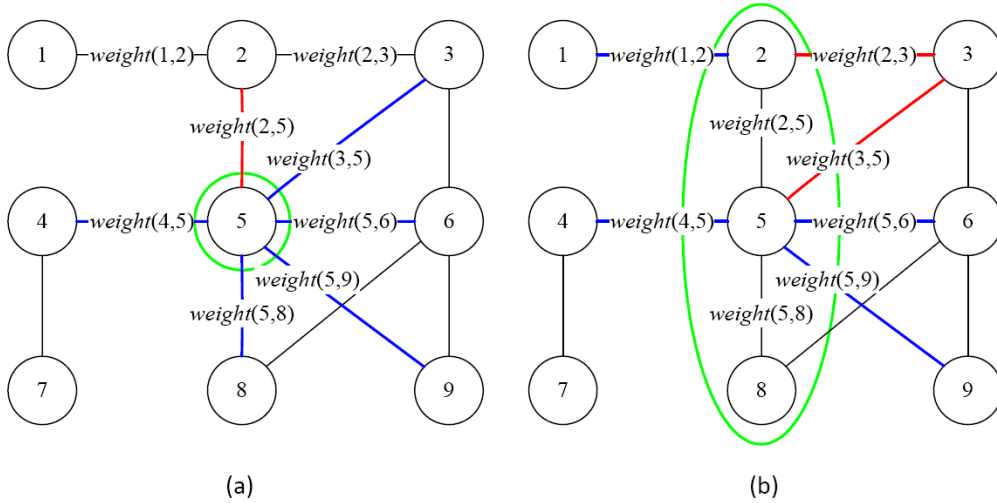 1 weight(1,2) 2 weight(2,3) 3
weight(2,5)
weight(3,5)
4 weight(4,5) 5 weight(5,6) 6
weight(5,9)
weight(5,8)
7 8 9
(a)
1 weight(1,2) 2 weight(2,3) 3
weight(2,5)
weight(3,5)
4 weight(4,5) 5 weight(5,6) 6
weight(5,9)
weight(5,8)
7 8 9
(b)